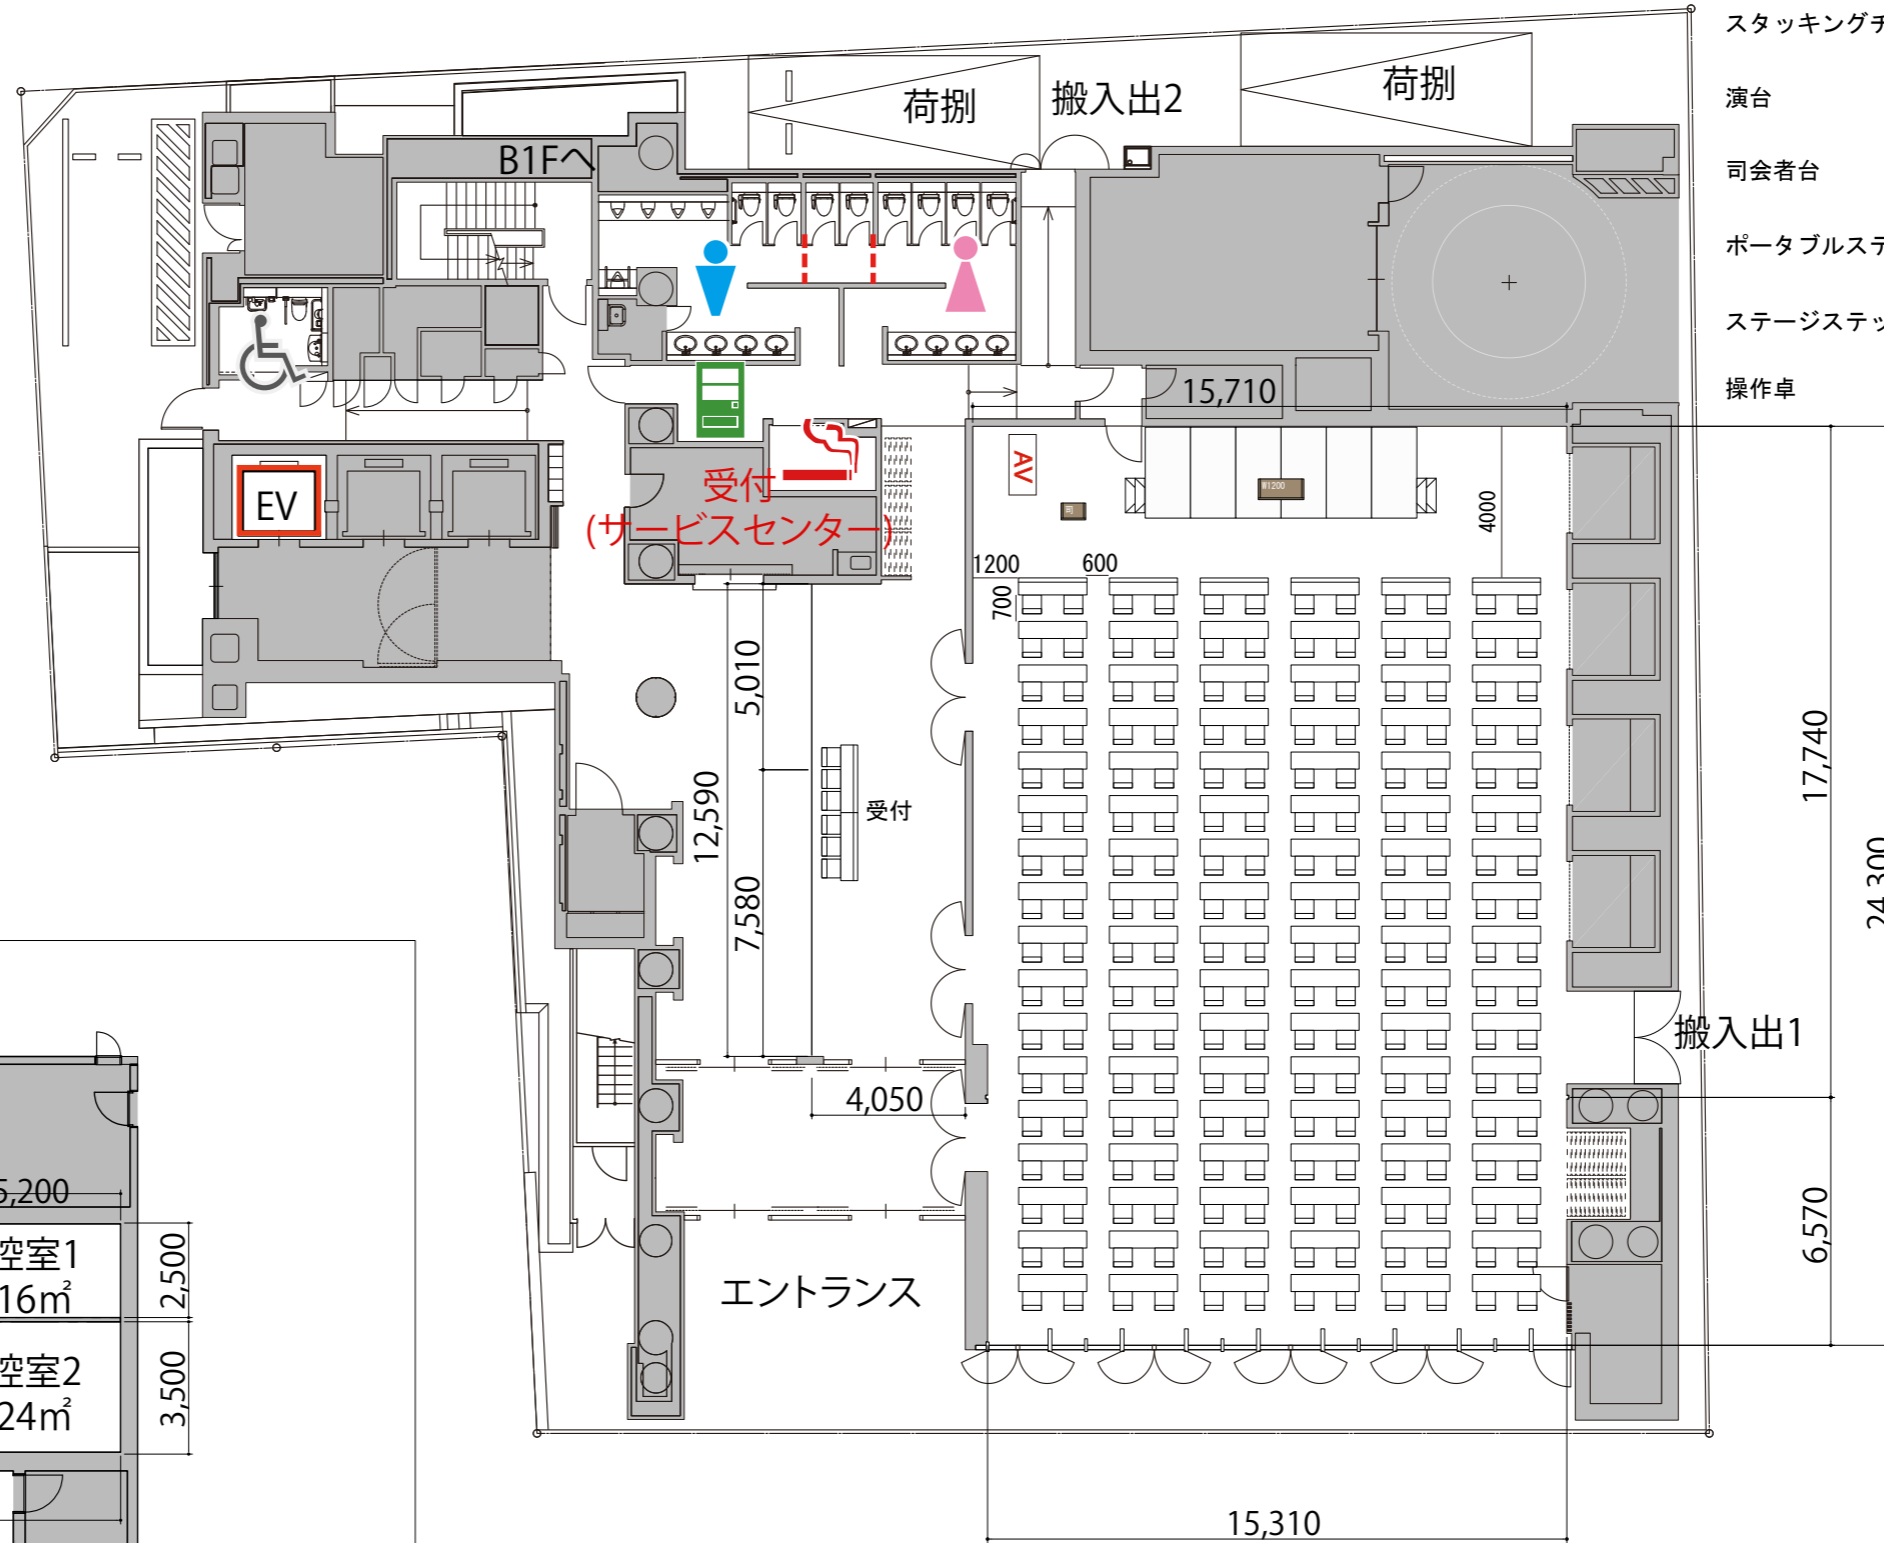 スタッキングチ
荷捌
搬入出2
荷捌
演台
B1Fへ
司会者台
ポータブルステ
ステージステッ
操作卓
15,710
AV
W1200
司
4000
EV
受付
(サービスセンター)
1200
600
700
5,010
12,590
7,580
受付
17,740
24,300
搬入出1
4,050
6,570
エントランス
5,200
控室1
16㎡
2,500
控室2
24㎡
3,500
15,310